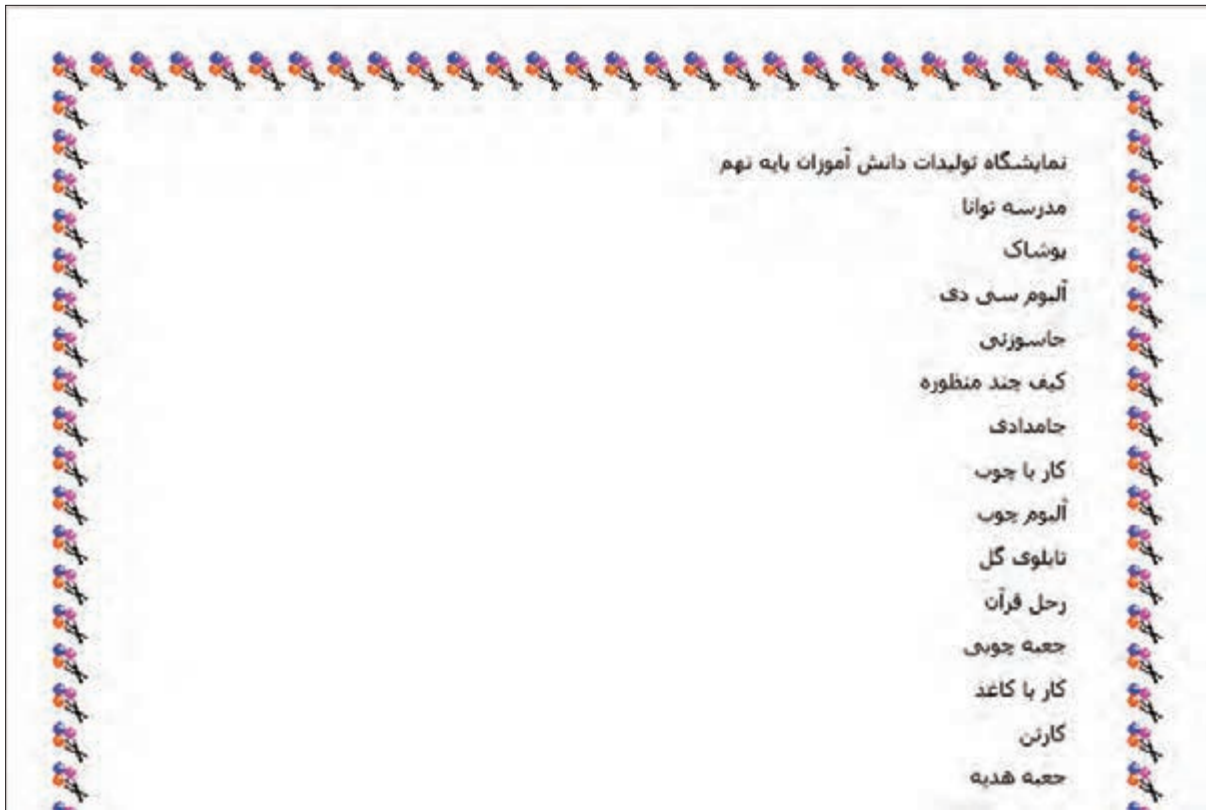 نمایشگاه تولیدات دانش آموزان پایه نهم
مدرسه توانا
پوشاک
آلبوم سی دی
جاسوزنی
کیف چند منظوره
جامدادی
کار با چوب
آلبوم چوب
تابلوی گل
رحل قرآن
جعبه چوبی
کار با کاغذ
کارتن
جعبه هدیه